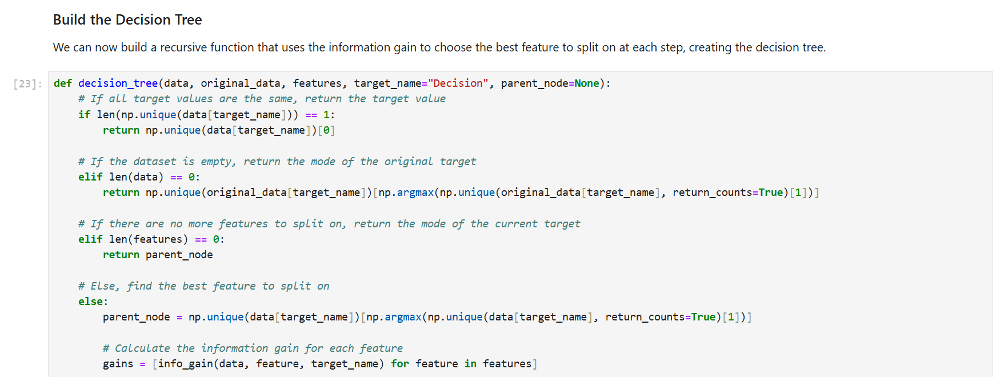 Build the Decision Tree
We can now build a recursive function that uses the information gain to choose the best feature to split on at each step, creating the decision tree.
[23]:
def decision_tree(data, original_data, features, target_name="Decision", parent_node=None):
    # If all target values are the same, return the target value
    if len(np.unique(data[target_name])) == 1:
        return np.unique(data[target_name])[0]

    # If the dataset is empty, return the mode of the original target
    elif len(data) == 0:
        return np.unique(original_data[target_name])[np.argmax(np.unique(original_data[target_name], return_counts=True)[1])]

    # If there are no more features to split on, return the mode of the current target
    elif len(features) == 0:
        return parent_node

    # Else, find the best feature to split on
    else:
        parent_node = np.unique(data[target_name])[np.argmax(np.unique(data[target_name], return_counts=True)[1])]

        # Calculate the information gain for each feature
        gains = [info_gain(data, feature, target_name) for feature in features]